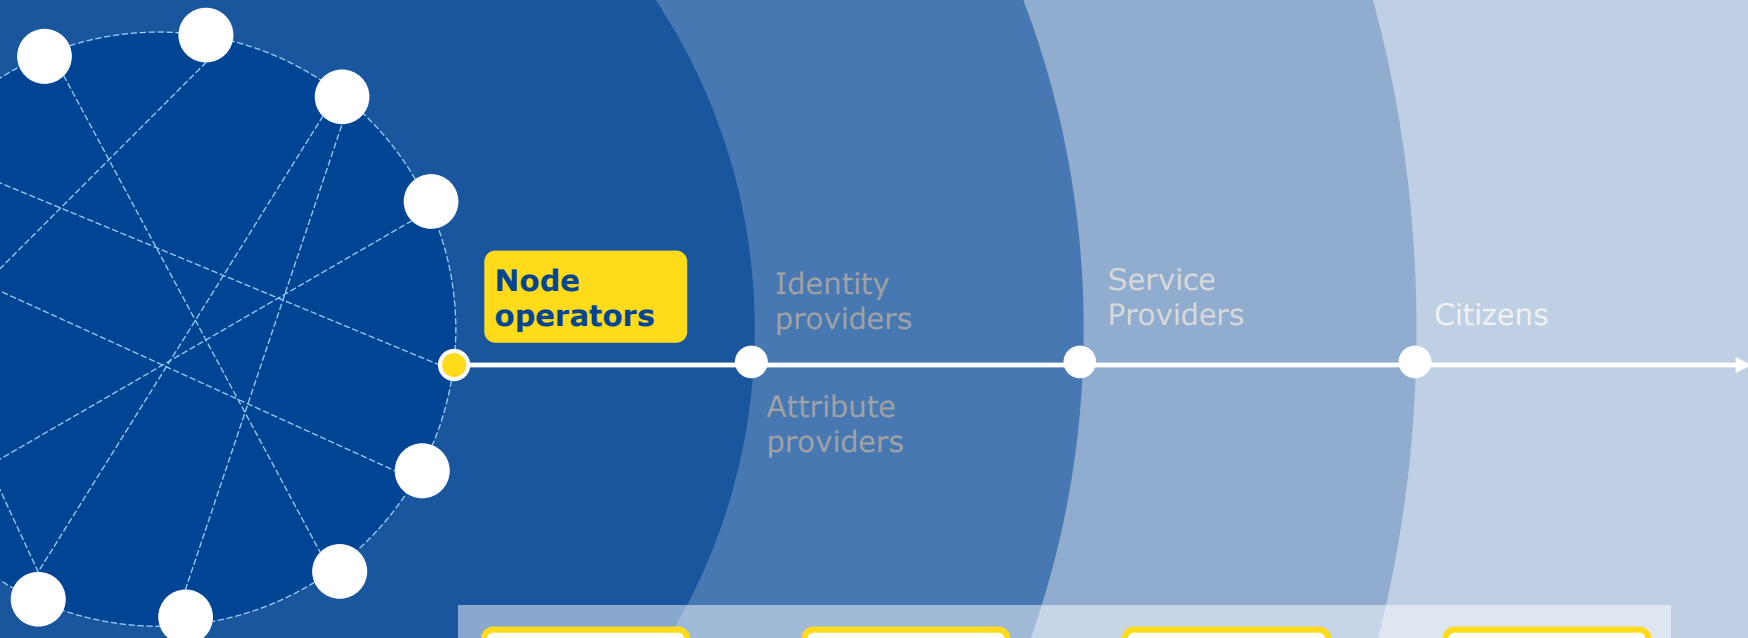 Node
operators
Identity
providers
Attribute
providers
Service
Providers
Citizens